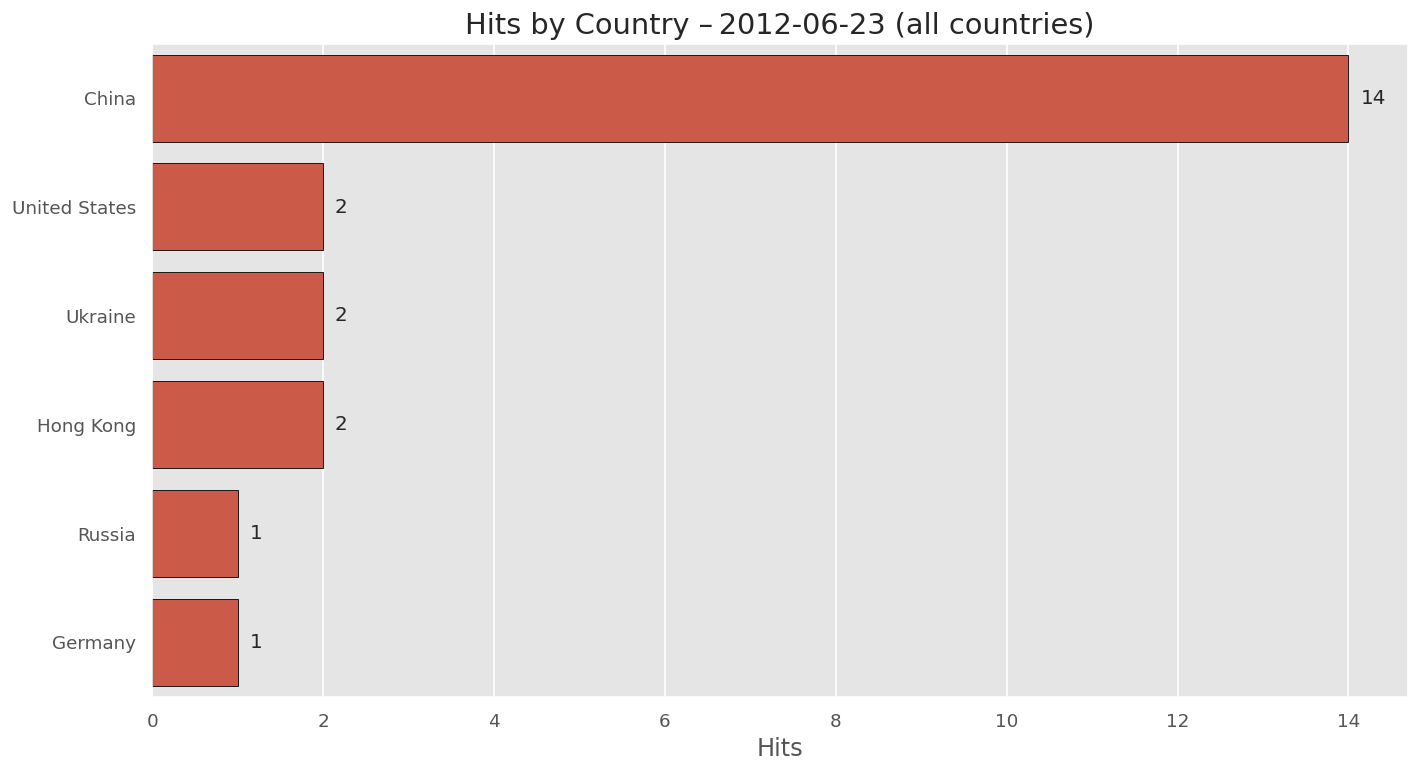 Hits by Country – 2012-06-23 (all countries)
China 14
United States 2
Ukraine 2
Hong Kong 2
Russia 1
Germany 1
0 2 4 6 8 10 12 14
Hits